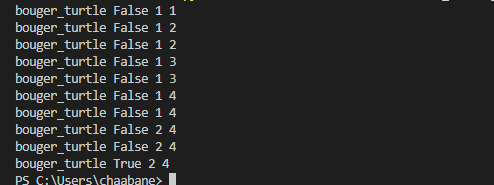 bouger_turtle False 1 1
bouger_turtle False 1 2
bouger_turtle False 1 2
bouger_turtle False 1 3
bouger_turtle False 1 3
bouger_turtle False 1 4
bouger_turtle False 1 4
bouger_turtle False 2 4
bouger_turtle False 2 4
bouger_turtle True 2 4
PS C:\Users\chaabane>